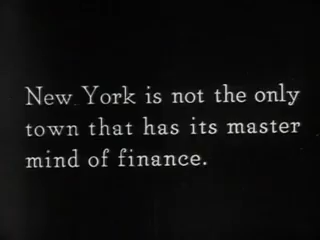 New York is not the only
town that has its master
mind of finance.